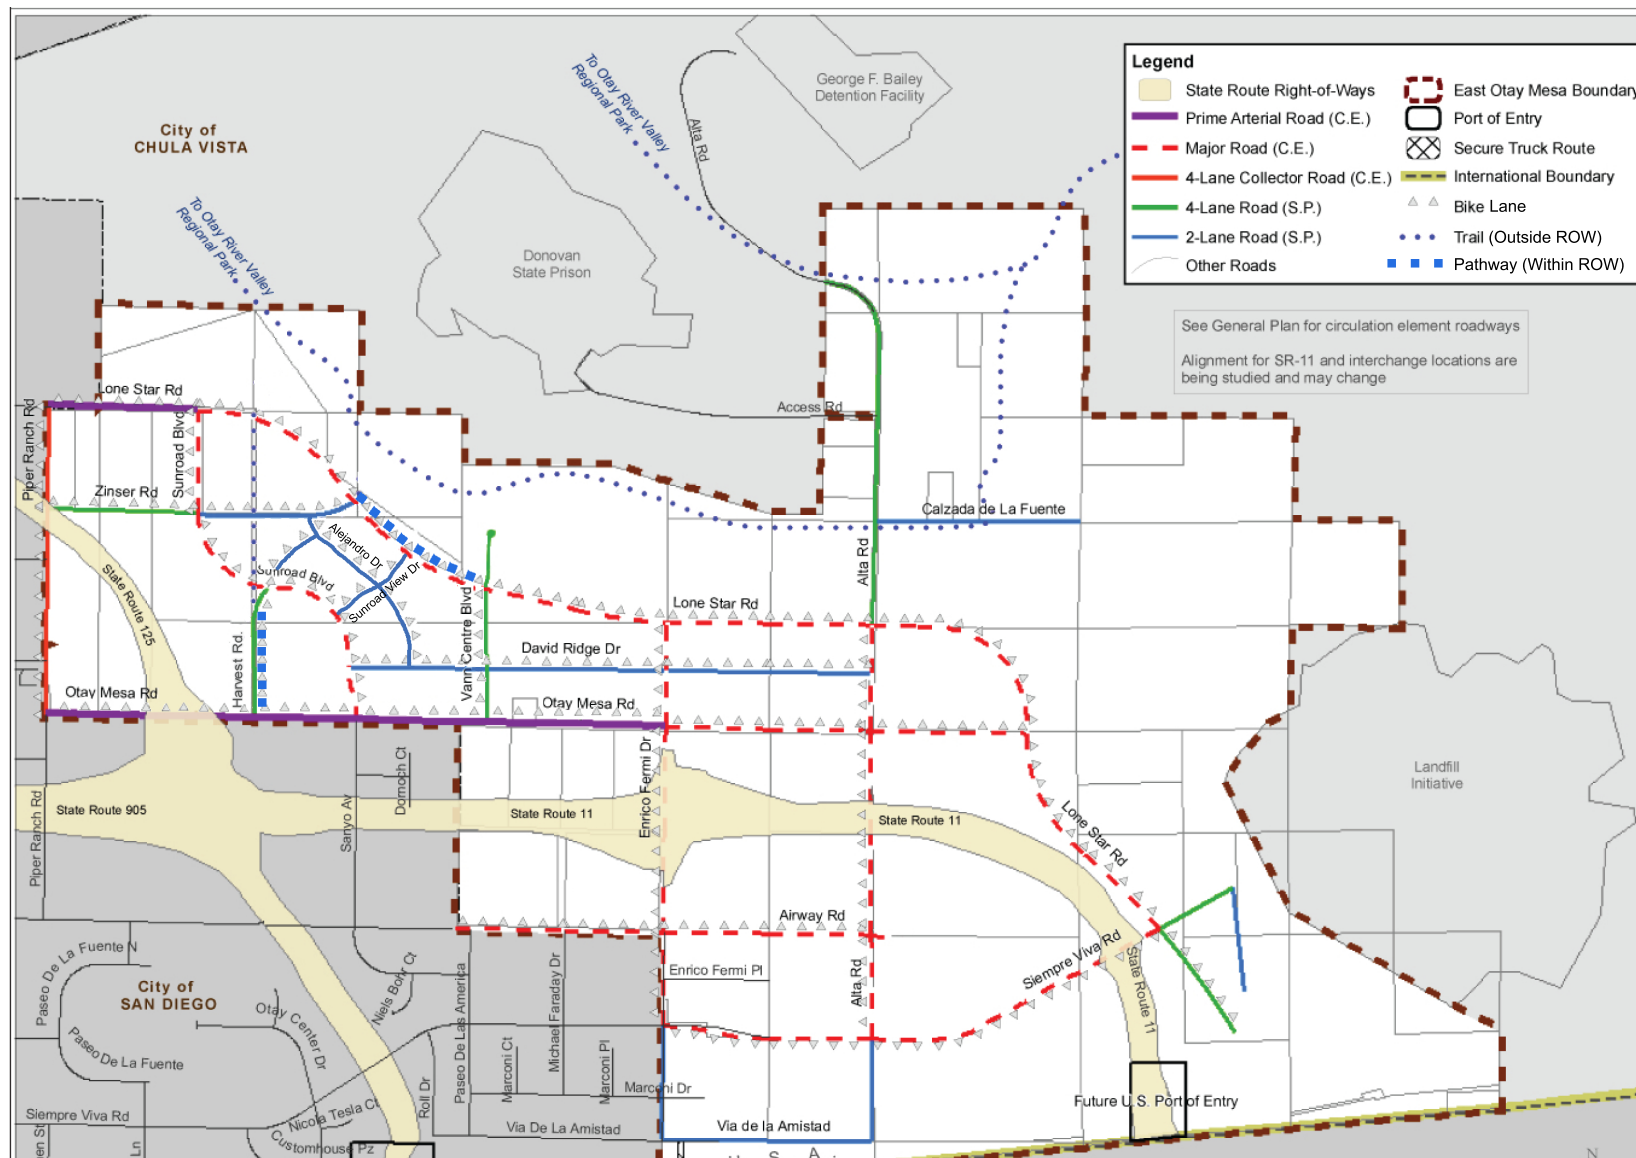 To Otay River Valley
Regional Park
George F. Bailey
Detention Facility
Alta Rd
City of
CHULA VISTA
To Otay River Valley
Regional Park
Donovan
State Prison
Legend
State Route Right-of-Ways
Prime Arterial Road (C.E.)
Major Road (C.E.)
4-Lane Collector Road (C.E.)
4-Lane Road (S.P.)
2-Lane Road (S.P.)
Other Roads
East Otay Mesa Boundary
Port of Entry
Secure Truck Route
International Boundary
Bike Lane
Trail (Outside ROW)
Pathway (Within ROW)
See General Plan for circulation element roadways
Alignment for SR-11 and interchange locations are
being studied and may change
Lone Star Rd
Access Rd
Piper Ranch Rd
Sunroad Blvd
Zinser Rd
Calzada de La Fuente
Alejandro Dr
Sunroad Blvd
Sunroad View Dr
Alta Rd
State Route 125
Vann Centre Blvd
Lone Star Rd
Harvest Rd.
David Ridge Dr
Otay Mesa Rd
Otay Mesa Rd
Dornoch Ct
Enrico Fermi Dr
Landfill
Initiative
Piper Ranch Rd
State Route 905
Sanyo Av
State Route 11
State Route 11
Lone Star Rd
Airway Rd
Paseo De La Fuente N
Siempre Viva Rd
State Route 11
Enrico Fermi Pl
Alta Rd
City of
SAN DIEGO
Niels Bohr Ct
Otay Center Dr
Paseo De Las America
Michael Faraday Dr
Paseo De La Fuente
Marconi Ct
Marconi Pl
Marconi Dr
Roll Dr
Nicola Tesla Ct
Siempre Viva Rd
Customhouse Pz
Via De La Amistad
Via de la Amistad
Future U.S. Port of Entry
Ln
S A
N